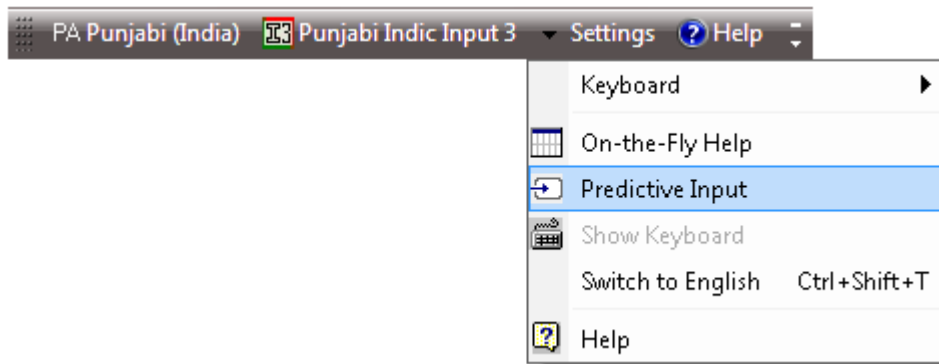 PA Punjabi (India) I3 Punjabi Indic Input 3 Settings ? Help
Keyboard
On-the-Fly Help
Predictive Input
Show Keyboard
Switch to English Ctrl+Shift+T
? Help